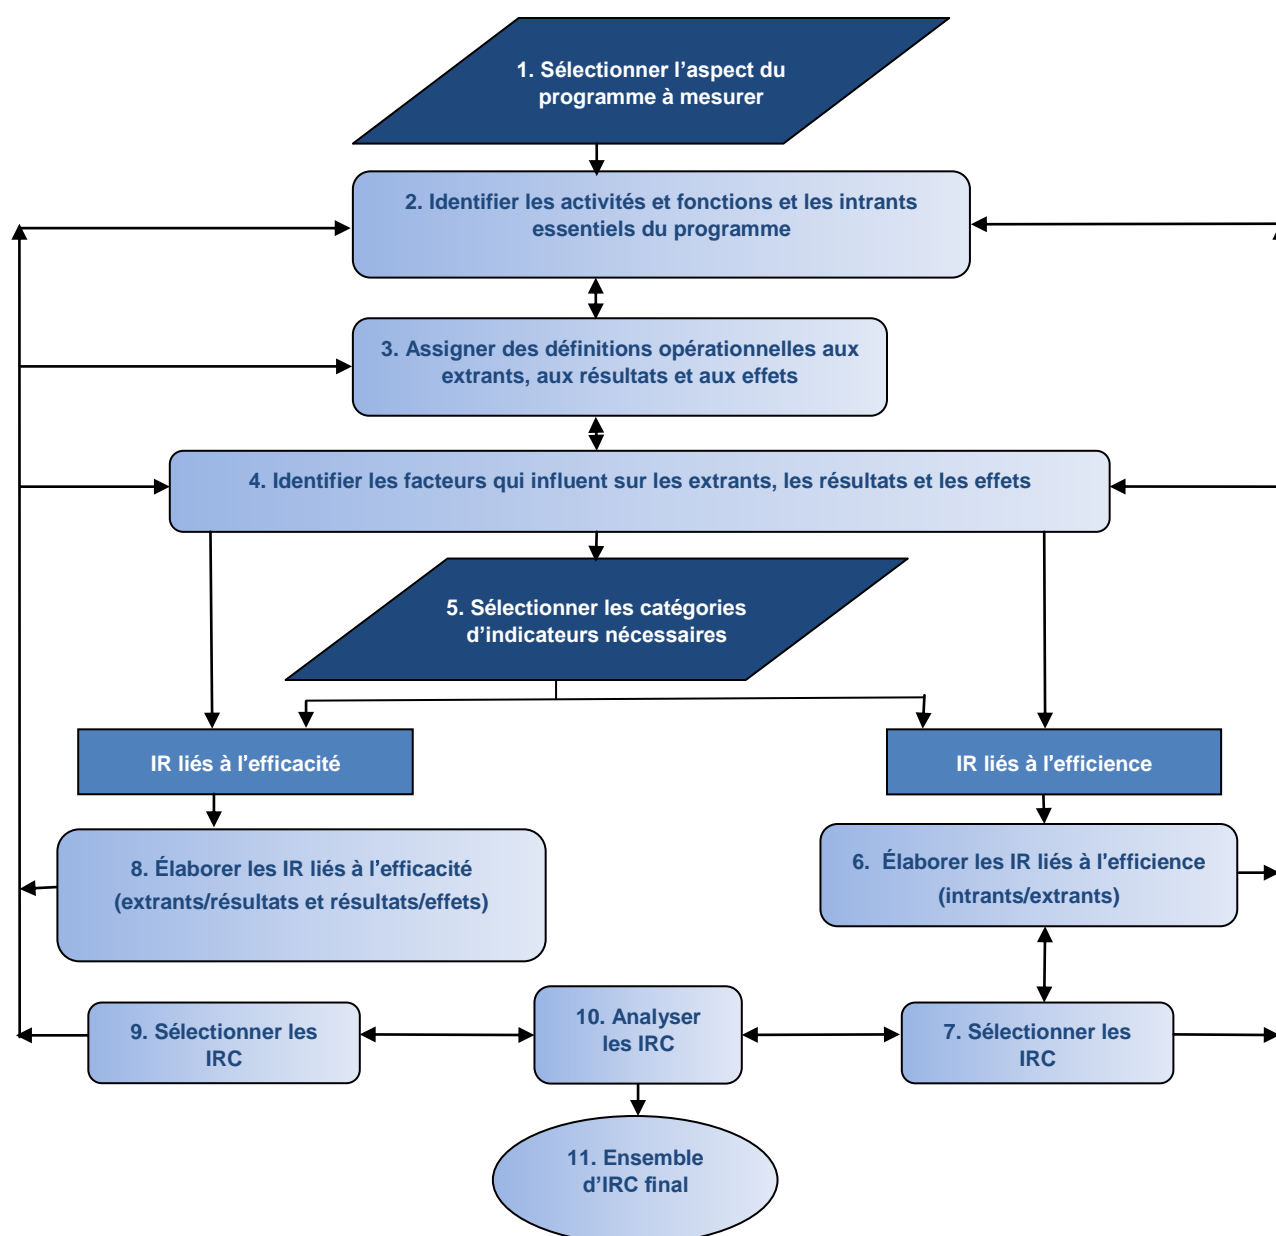 1. Sélectionner l’aspect du
programme à mesurer
2. Identifier les activités et fonctions et les intrants
essentiels du programme
3. Assigner des définitions opérationnelles aux
extrants, aux résultats et aux effets
4. Identifier les facteurs qui influent sur les extrants, les résultats et les effets
5. Sélectionner les catégories
d’indicateurs nécessaires
IR liés à l’efficacité
IR liés à l’efficience
8. Élaborer les IR liés à l’efficacité
(extrants/résultats et résultats/effets)
6. Élaborer les IR liés à l’efficience
(intrants/extrants)
9. Sélectionner les
IRC
10. Analyser
les IRC
7. Sélectionner les
IRC
11. Ensemble
d’IRC final